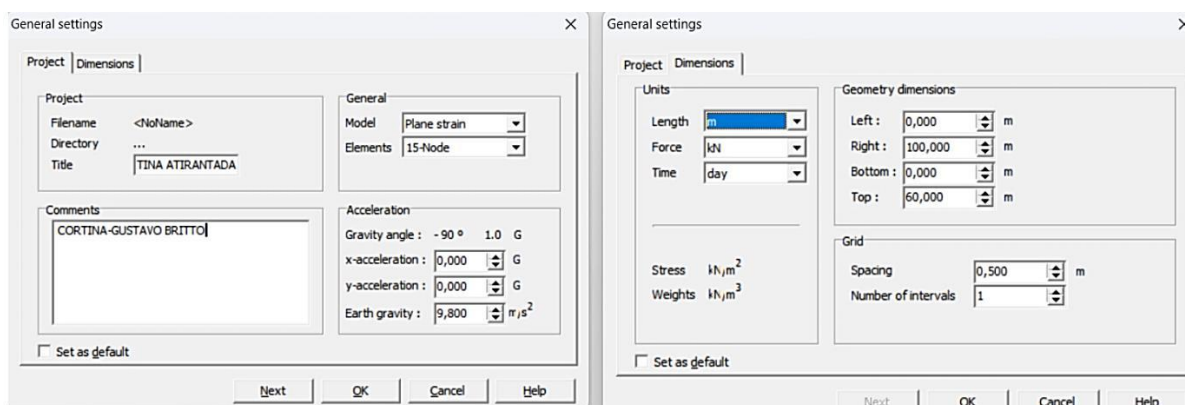 General settings
Project Dimensions
Project
Filename <NoName>
Directory ...
Title TINA ATIRANTADA
General
Model Plane strain
Elements 15-Node
Comments
CORTINA-GUSTAVO BRITTO
Acceleration
Gravity angle : - 90 º 1.0 G
x-acceleration : 0,000 G
y-acceleration : 0,000 G
Earth gravity : 9,800 m/s²
Set as default
Next OK Cancel Help
General settings
Project Dimensions
Units
Length m
Force kN
Time day
Stress kN/m²
Weights kN/m³
Geometry dimensions
Left : 0,000 m
Right : 100,000 m
Bottom : 0,000 m
Top : 60,000 m
Grid
Spacing 0,500 m
Number of intervals 1
Set as default
Next OK Cancel Help